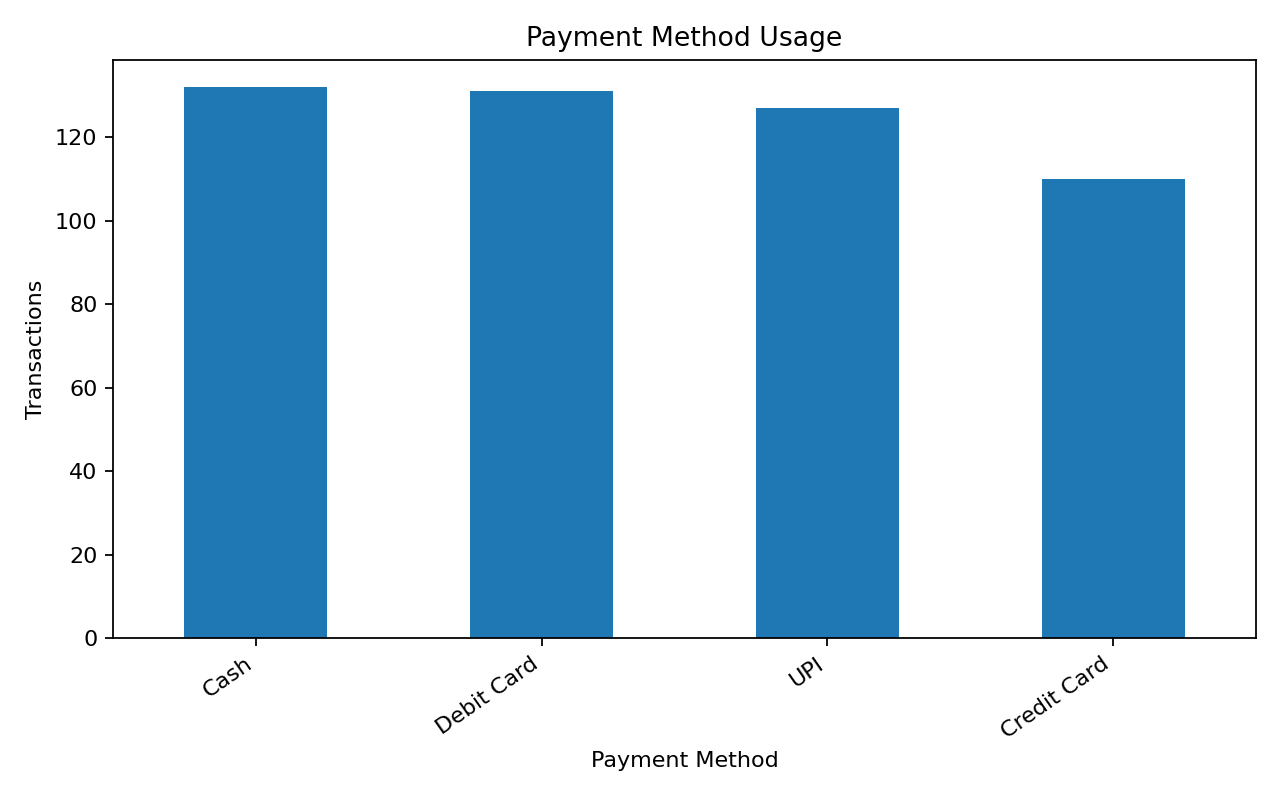 Payment Method Usage
Transactions
120
100
80
60
40
20
0
Cash
Debit Card
UPI
Credit Card
Payment Method